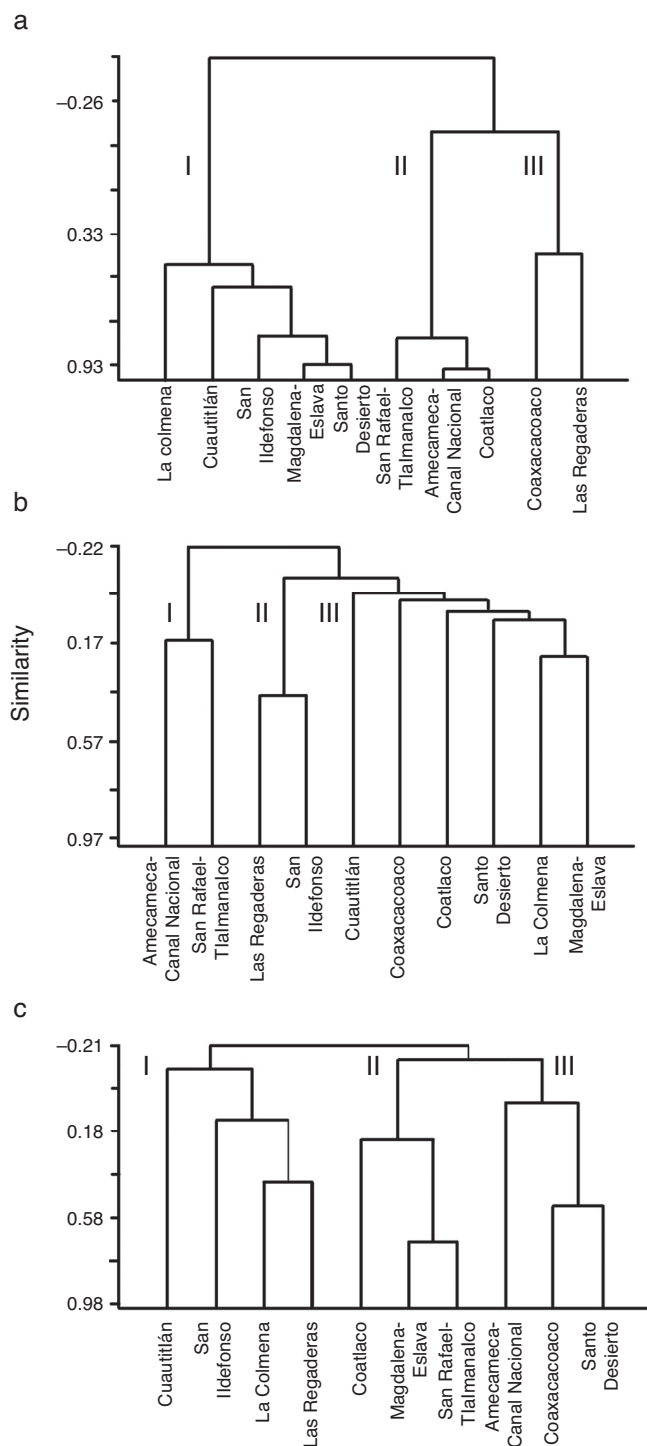 a
−0.26
0.33
0.93
I
II
III
La colmena
Cuautitlán
San
Ildefonso
Magdalena-
Eslava
Santo
Desierto
San Rafael-
Tlalmanalco
Amecameca-
Canal Nacional
Coatlaco
Coaxacacoaco
Las Regaderas
b
Similarity
−0.22
0.17
0.57
0.97
I
II
III
Amecameca-
Canal Nacional
San Rafael-
Tlalmanalco
Las Regaderas
San
Ildefonso
Cuautitlán
Coaxacacoaco
Coatlaco
Santo
Desierto
La Colmena
Magdalena-
Eslava
c
−0.21
0.18
0.58
0.98
I
II
III
Cuautitlán
San
Ildefonso
La Colmena
Las Regaderas
Coatlaco
Magdalena-
Eslava
San Rafael-
Tlalmanalco
Amecameca-
Canal Nacional
Coaxacacoaco
Santo
Desierto